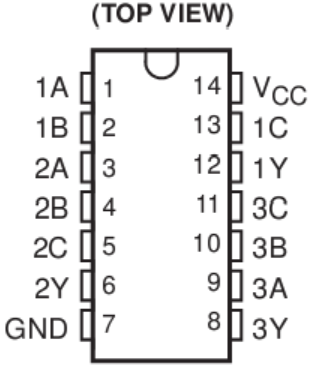 (TOP VIEW)
1A 1 14 VCC
1B 2 13 1C
2A 3 12 1Y
2B 4 11 3C
2C 5 10 3B
2Y 6 9 3A
GND 7 8 3Y